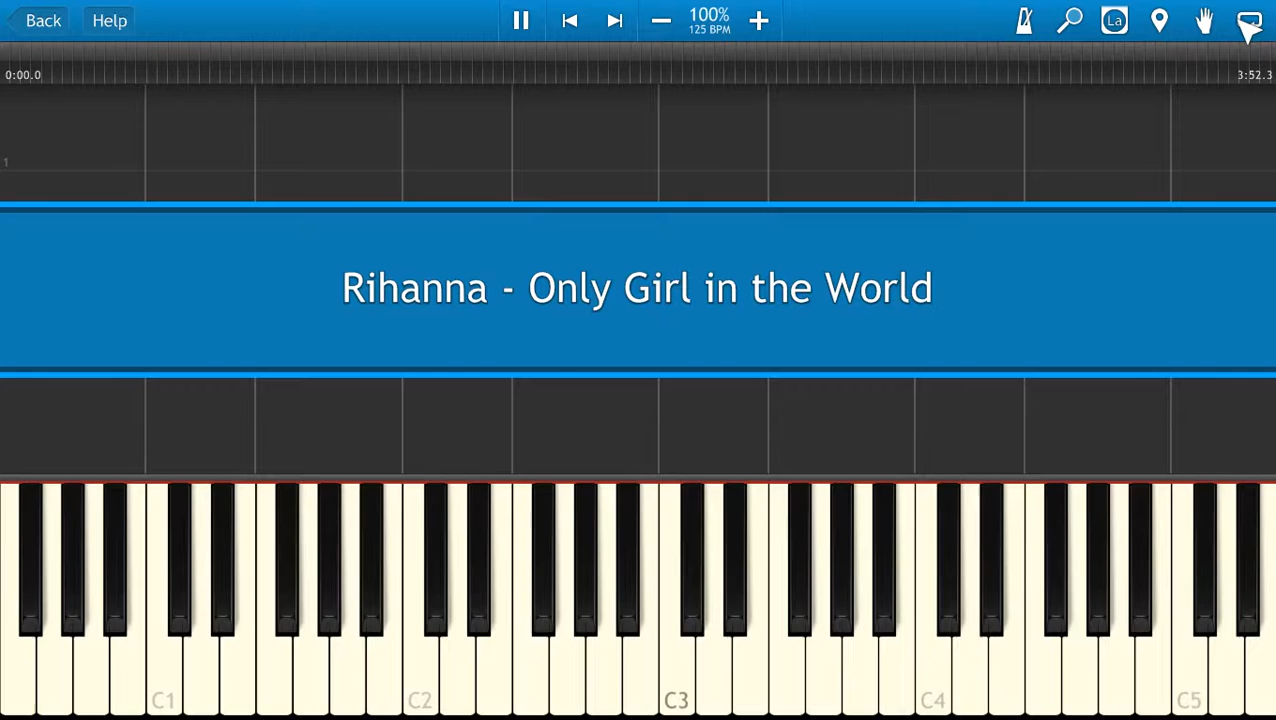 Back Help 100% La
125 BPM
0:00.0 3:52.3
1
Rihanna - Only Girl in the World
C1 C2 C3 C4 C5